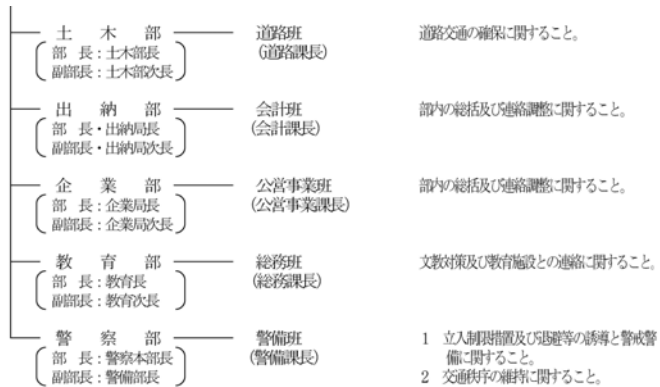 土木部 道路班 道路交通の確保に関すること。
部 長：土木部長 (道路課長)
副部長：土木部次長
出納部 会計班 部内の総括及び連絡調整に関すること。
部 長・出納局長 (会計課長)
副部長・出納局次長
企業部 公営事業班 部内の総括及び連絡調整に関すること。
部 長：企業局長 (公営事業課長)
副部長：企業局次長
教育部 総務班 文教対策及び教育施設との連絡に関すること。
部 長：教育長 (総務課長)
副部長：教育次長
警察部 警備班 1 立入制限措置及び退避等の誘導と警戒警
部 長：警察本部長 (警備課長) 備に関すること。
副部長：警備部長 2 交通秩序の維持に関すること。